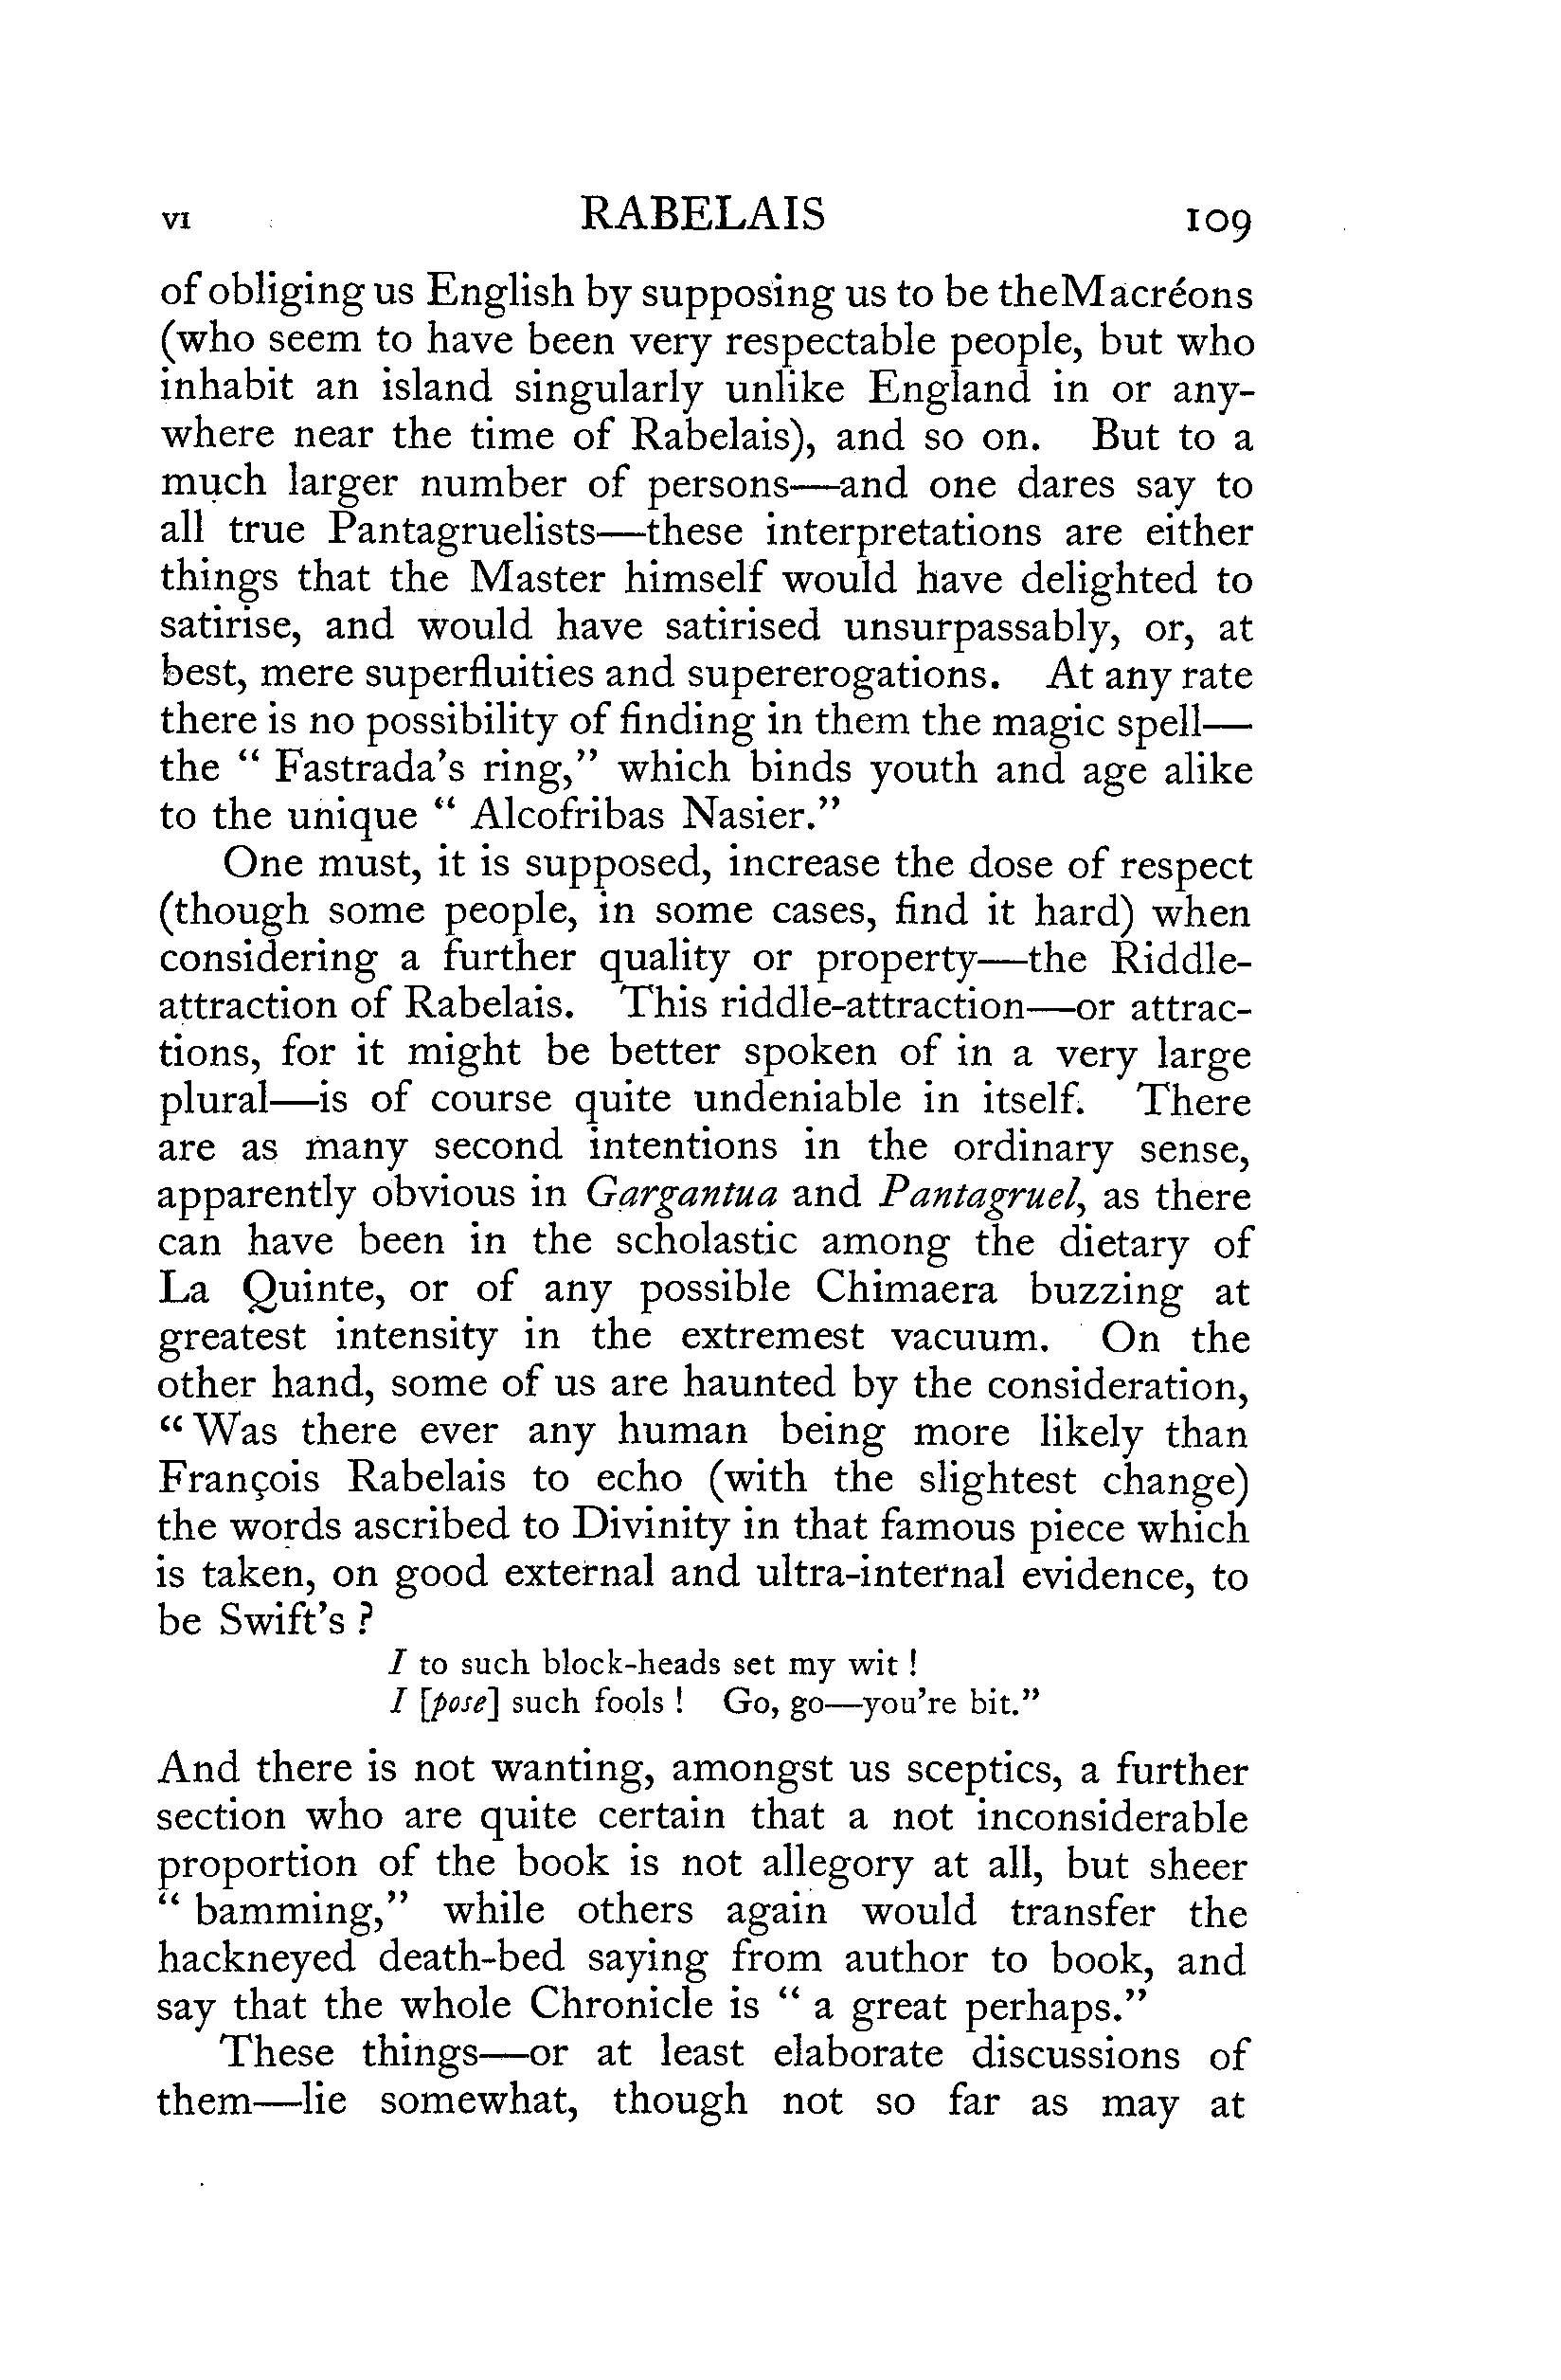 VI RABELAIS 109
of obliging us English by supposing us to be theMacréons
(who seem to have been very respectable people, but who
inhabit an island singularly unlike England in or any-
where near the time of Rabelais), and so on. But to a
much larger number of persons—and one dares say to
all true Pantagruelists—these interpretations are either
things that the Master himself would have delighted to
satirise, and would have satirised unsurpassably, or, at
best, mere superfluities and supererogations. At any rate
there is no possibility of finding in them the magic spell—
the “ Fastrada’s ring,” which binds youth and age alike
to the unique “ Alcofribas Nasier.”
One must, it is supposed, increase the dose of respect
(though some people, in some cases, find it hard) when
considering a further quality or property—the Riddle-
attraction of Rabelais. This riddle-attraction—or attrac-
tions, for it might be better spoken of in a very large
plural—is of course quite undeniable in itself. There
are as many second intentions in the ordinary sense,
apparently obvious in Gargantua and Pantagruel, as there
can have been in the scholastic among the dietary of
La Quinte, or of any possible Chimaera buzzing at
greatest intensity in the extremest vacuum. On the
other hand, some of us are haunted by the consideration,
“ Was there ever any human being more likely than
François Rabelais to echo (with the slightest change)
the words ascribed to Divinity in that famous piece which
is taken, on good external and ultra-internal evidence, to
be Swift’s ?
I to such block-heads set my wit !
I [pose] such fools ! Go, go—you’re bit.”
And there is not wanting, amongst us sceptics, a further
section who are quite certain that a not inconsiderable
proportion of the book is not allegory at all, but sheer
“ bamming,” while others again would transfer the
hackneyed death-bed saying from author to book, and
say that the whole Chronicle is “ a great perhaps.”
These things—or at least elaborate discussions of
them—lie somewhat, though not so far as may at